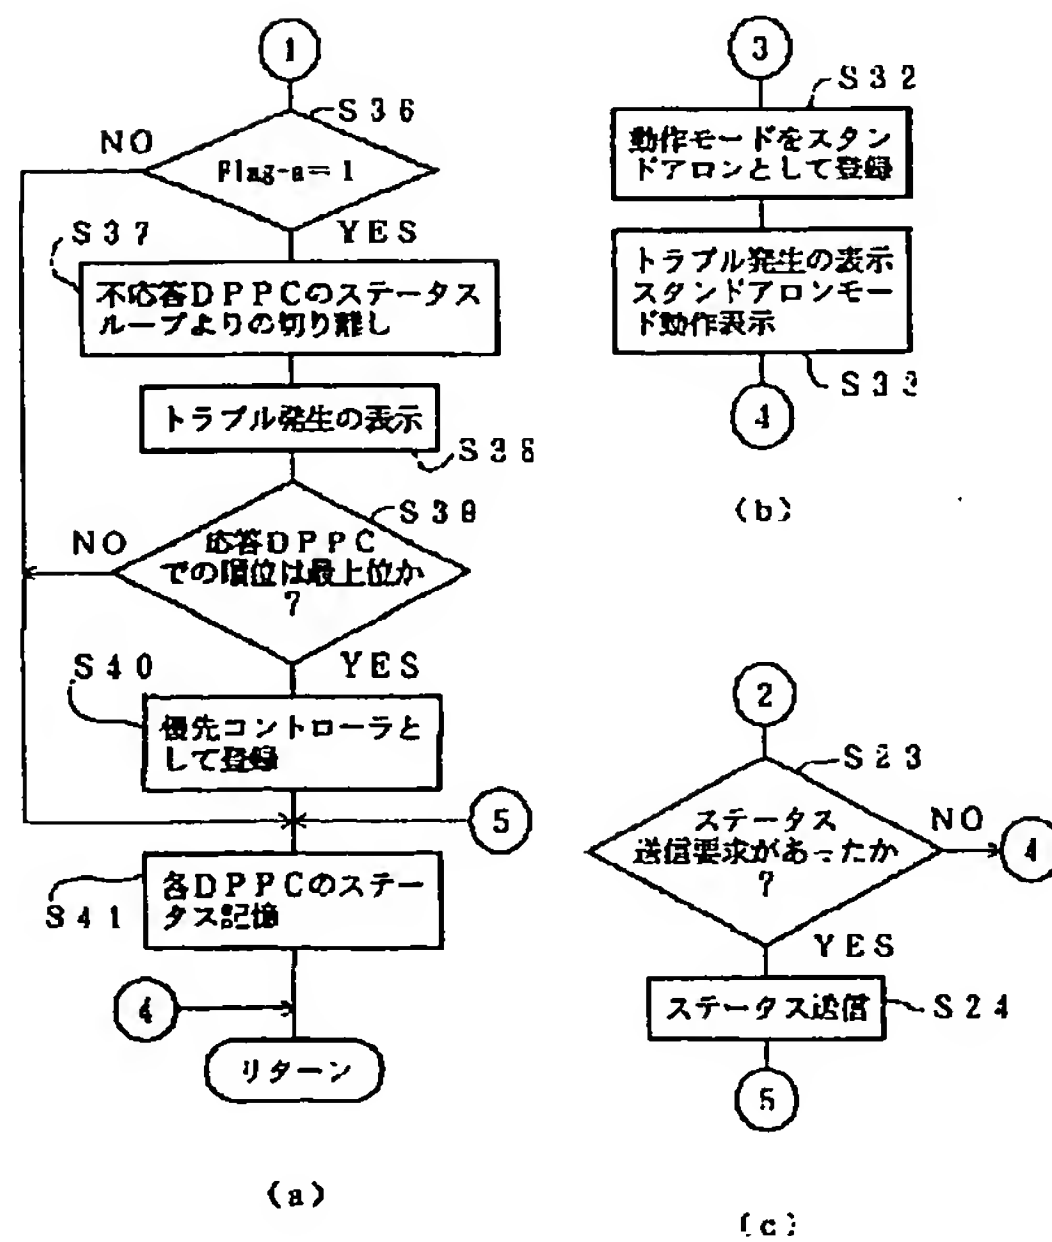 1
S36
NO
Flag-a=1
YES
S37
不応答DPPCのステータス
ループよりの切り離し
トラブル発生の表示
S38
S39
NO
応答DPPC
での順位は最上位か
?
YES
S40
優先コントローラと
して登録
5
各DPPCのステー
タス記憶
S41
4
リターン
(a)
3
S32
動作モードをスタン
ドアロンとして登録
トラブル発生の表示
スタンドアロンモー
ド動作表示
S33
4
(b)
2
S23
ステータス
送信要求があったか
?
NO
4
YES
ステータス送信
S24
5
(c)